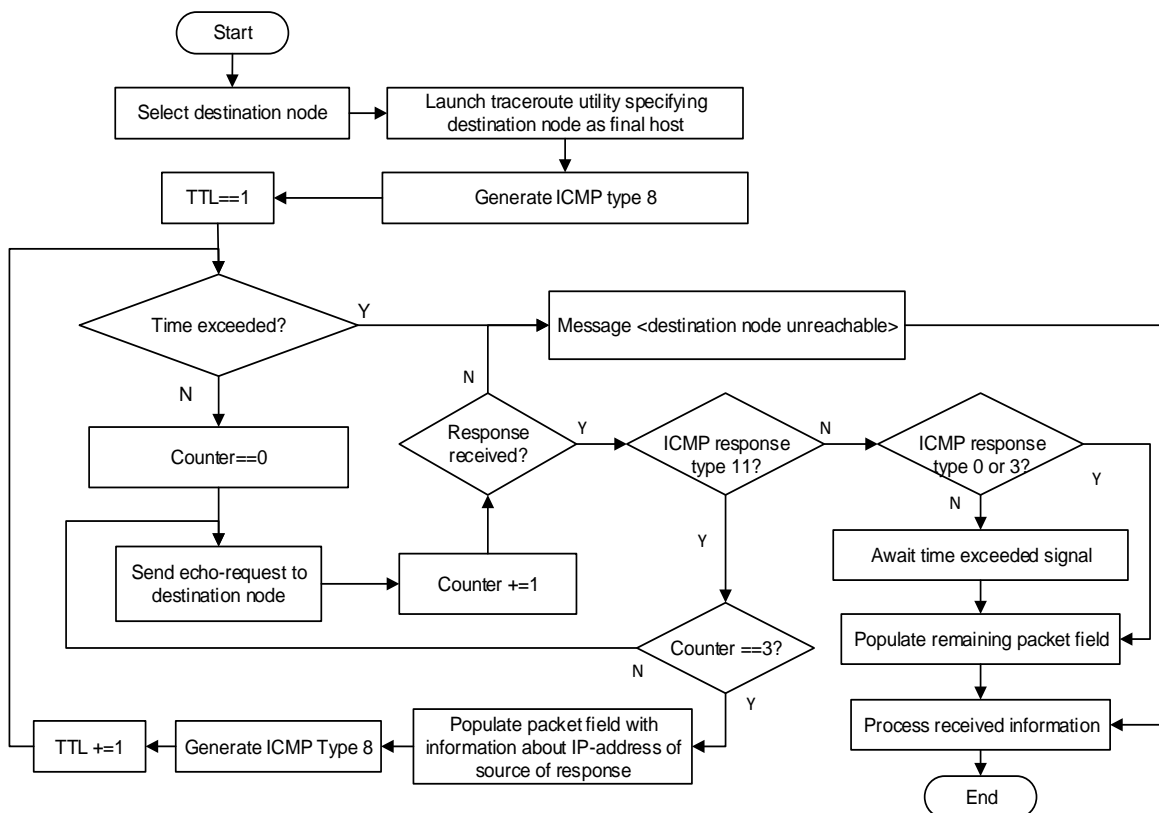 Start
Select destination node
Launch traceroute utility specifying
destination node as final host
TTL==1
Generate ICMP type 8
Time exceeded?
Y
Message <destination node unreachable>
N
N
Counter==0
Response
received?
Y
ICMP response
type 11?
N
ICMP response
type 0 or 3?
Y
N
Y
Send echo-request to
destination node
Counter +=1
Await time exceeded signal
Counter ==3?
N
Y
Populate remaining packet field
TTL +=1
Generate ICMP Type 8
Populate packet field with
information about IP-address of
source of response
Process received information
End